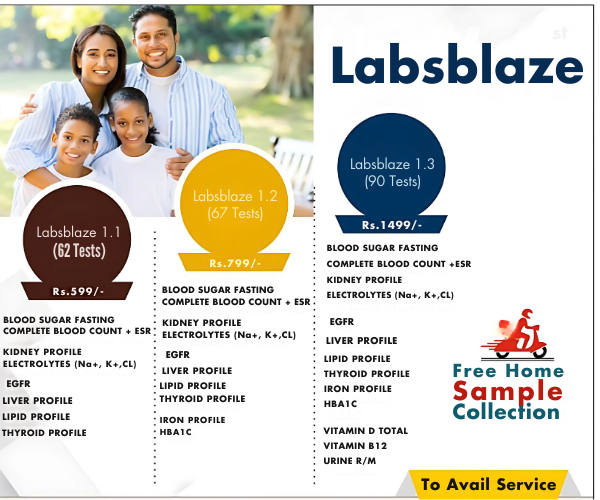 Labsblaze
Labsblaze 1.1
(62 Tests)
Rs.599/-
BLOOD SUGAR FASTING
COMPLETE BLOOD COUNT + ESR
KIDNEY PROFILE
ELECTROLYTES (Na+, K+,CL)
EGFR
LIVER PROFILE
LIPID PROFILE
THYROID PROFILE
Labsblaze 1.2
(67 Tests)
Rs.799/-
BLOOD SUGAR FASTING
COMPLETE BLOOD COUNT + ESR
KIDNEY PROFILE
ELECTROLYTES (Na+, K+,CL)
EGFR
LIVER PROFILE
LIPID PROFILE
THYROID PROFILE
IRON PROFILE
HBA1C
Labsblaze 1.3
(90 Tests)
Rs.1499/-
BLOOD SUGAR FASTING
COMPLETE BLOOD COUNT +ESR
KIDNEY PROFILE
ELECTROLYTES (Na+, K+,CL)
EGFR
LIVER PROFILE
LIPID PROFILE
THYROID PROFILE
IRON PROFILE
HBA1C
VITAMIN D TOTAL
VITAMIN B12
URINE R/M
Free Home
Sample
Collection
To Avail Service